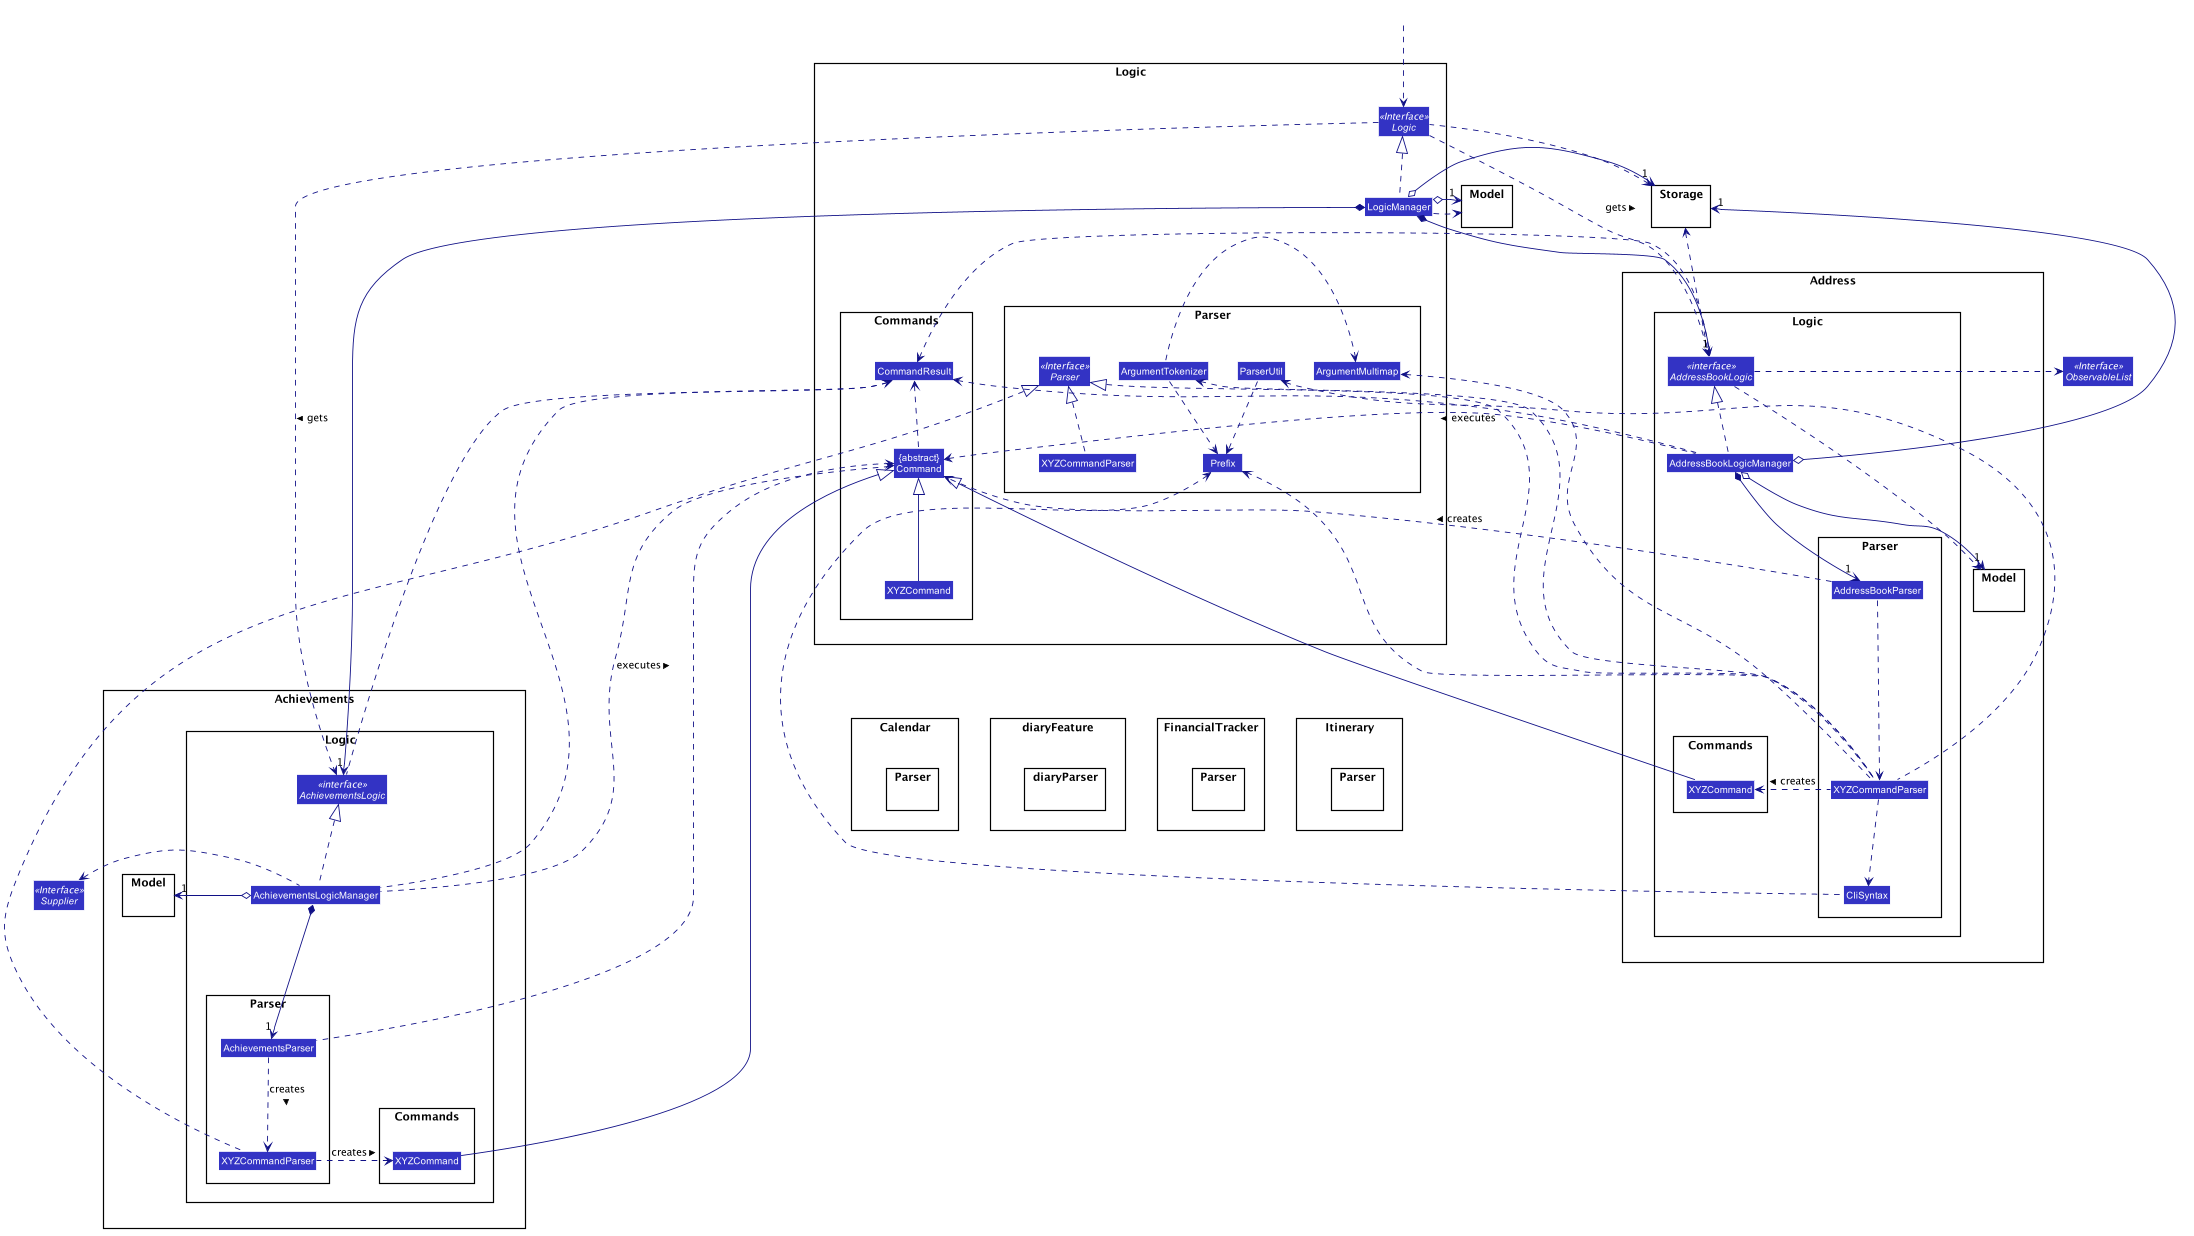 Logic
«Interface»
Logic
LogicManager
1
Model
1
Storage
1
gets ►
Address
Logic
Commands
Parser
CommandResult
«Interface»
Parser
ArgumentTokenizer
ParserUtil
ArgumentMultimap
1
«interface»
AddressBookLogic
«Interface»
ObservableList
◄ gets
◄ executes
{abstract}
Command
XYZCommandParser
Prefix
AddressBookLogicManager
◄ creates
Parser
1
1
Model
XYZCommand
AddressBookParser
executes ►
Achievements
Logic
Calendar
Parser
diaryFeature
diaryParser
FinancialTracker
Parser
Itinerary
Parser
Commands
1
«interface»
AchievementsLogic
XYZCommand
◄ creates
XYZCommandParser
«Interface»
Supplier
Model
1
AchievementsLogicManager
CliSyntax
Parser
1
AchievementsParser
creates
▼
Commands
XYZCommandParser
creates ►
XYZCommand